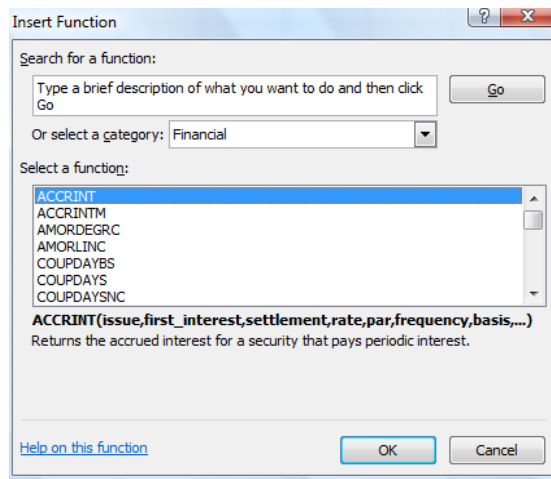 Insert Function
Search for a function:
Type a brief description of what you want to do and then click
Go
Go
Or select a category: Financial
Select a function:
ACCRINT
ACCRINTM
AMORDEGRC
AMORLINC
COUPDAYBS
COUPDAYS
COUPDAYSNC
ACCRINT(issue,first_interest,settlement,rate,par,frequency,basis,...)
Returns the accrued interest for a security that pays periodic interest.
Help on this function
OK
Cancel